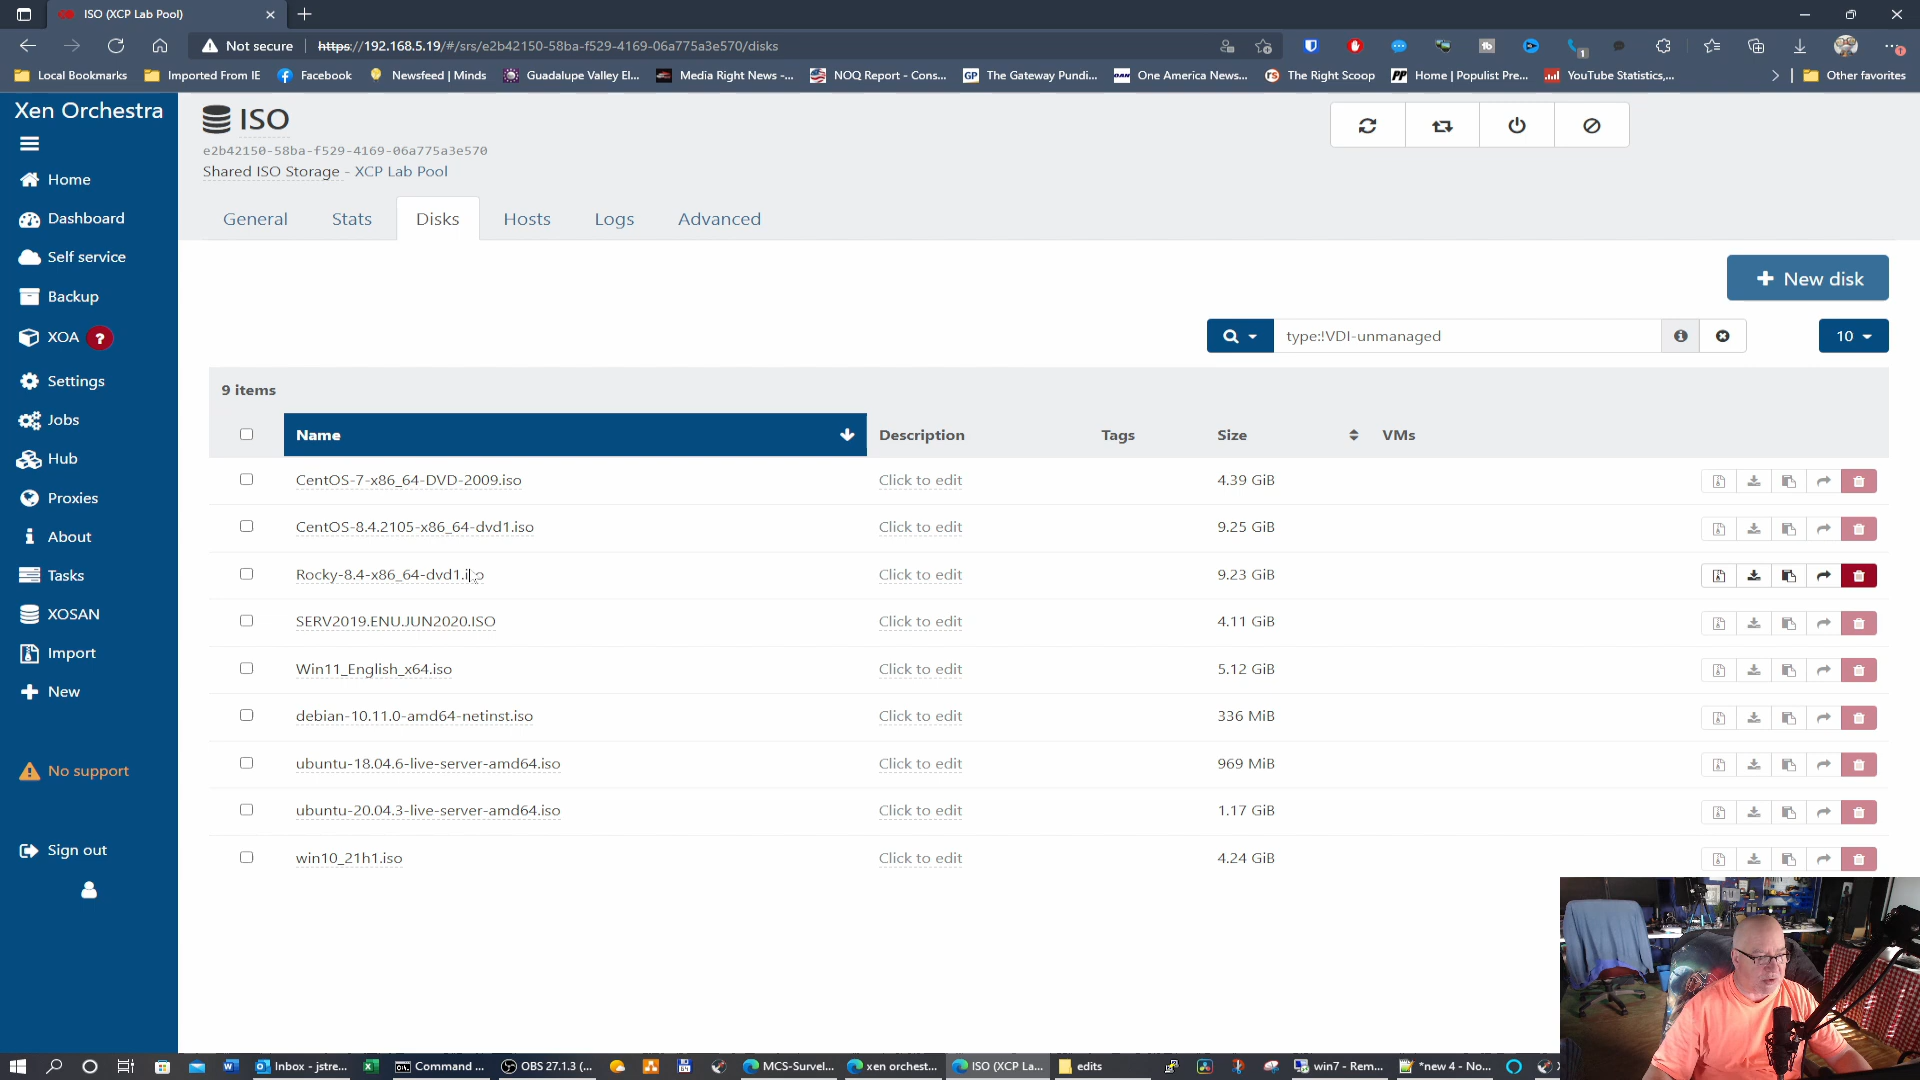 ISO (XCP Lab Pool)
Not secure
https://192.168.5.19/#/srs/e2b42150-58ba-f529-4169-06a775a3e570/disks
Local Bookmarks
Imported From IE
Facebook
Newsfeed | Minds
Guadalupe Valley El...
Media Right News -...
NOQ Report - Cons...
The Gateway Pundi...
One America News...
The Right Scoop
Home | Populist Pre...
YouTube Statistics,...
Other favorites
Xen Orchestra
Home
Dashboard
Self service
Backup
XOA ?
Settings
Jobs
Hub
Proxies
About
Tasks
XOSAN
Import
New
No support
Sign out
ISO
e2b42150-58ba-f529-4169-06a775a3e570
Shared ISO Storage - XCP Lab Pool
General Stats Disks Hosts Logs Advanced
New disk
type:!VDI-unmanaged
10
9 items
Name Description Tags Size VMs
CentOS-7-x86_64-DVD-2009.iso Click to edit 4.39 GiB
CentOS-8.4.2105-x86_64-dvd1.iso Click to edit 9.25 GiB
Rocky-8.4-x86_64-dvd1.iso Click to edit 9.23 GiB
SERV2019.ENU.JUN2020.ISO Click to edit 4.11 GiB
Win11_English_x64.iso Click to edit 5.12 GiB
debian-10.11.0-amd64-netinst.iso Click to edit 336 MiB
ubuntu-18.04.6-live-server-amd64.iso Click to edit 969 MiB
ubuntu-20.04.3-live-server-amd64.iso Click to edit 1.17 GiB
win10_21h1.iso Click to edit 4.24 GiB
Inbox - jstre...
Command ...
OBS 27.1.3 (...
MCS-Survel...
xen orchest...
ISO (XCP La...
edits
win7 - Rem...
*new 4 - No...